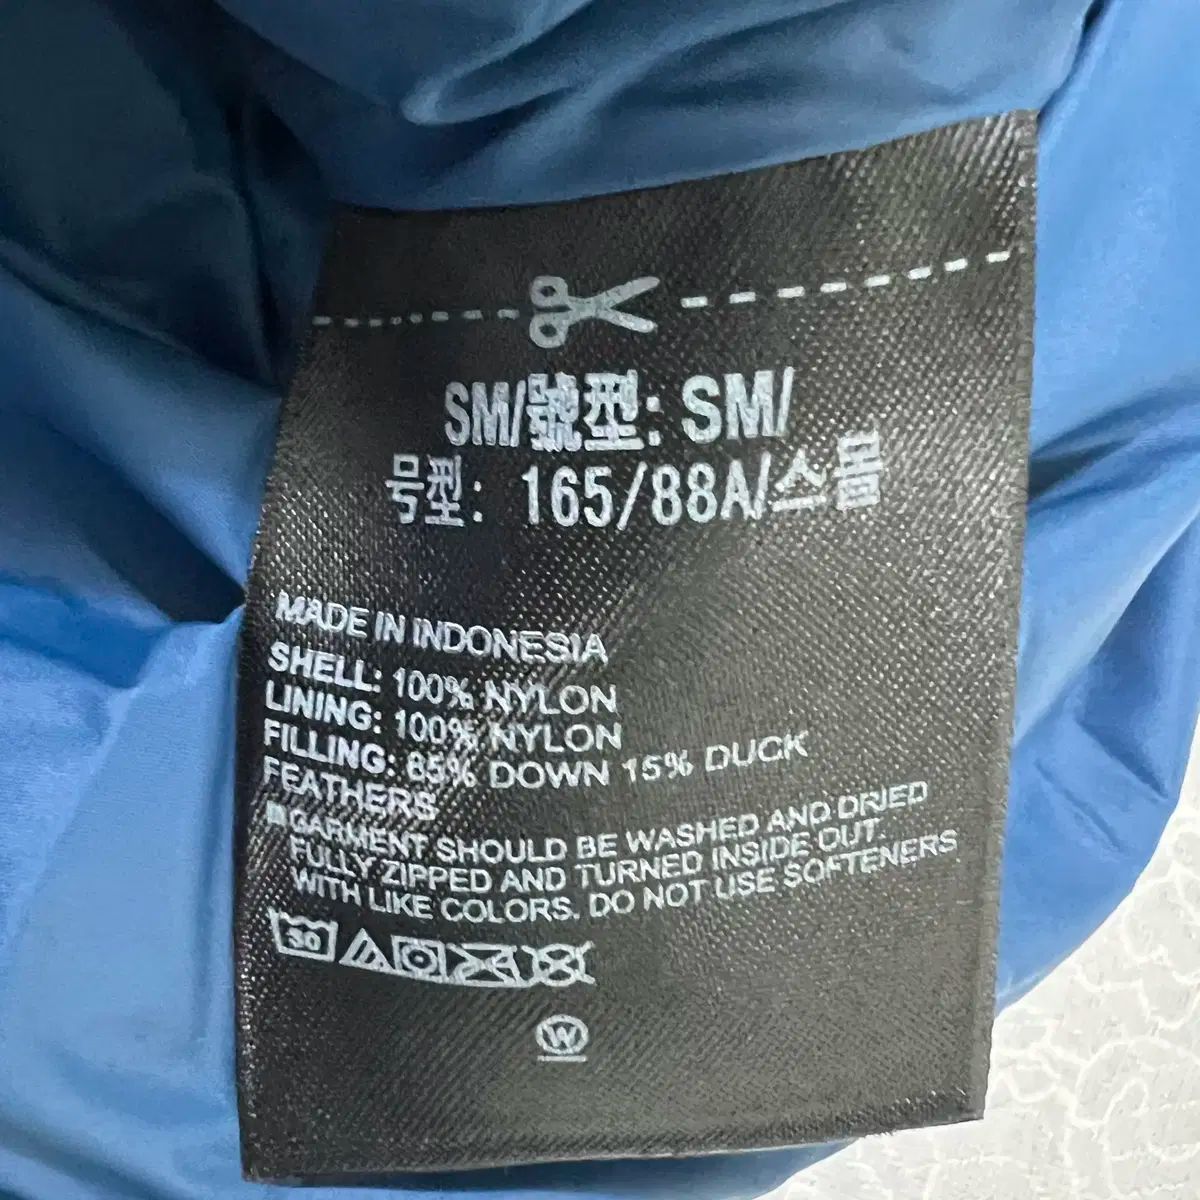 SM/號型: SM/
号型: 165/88A/스몰
MADE IN INDONESIA
SHELL: 100% NYLON
LINING: 100% NYLON
FILLING: 85% DOWN 15% DUCK
FEATHERS
GARMENT SHOULD BE WASHED AND DRIED
FULLY ZIPPED AND TURNED INSIDE OUT.
WITH LIKE COLORS. DO NOT USE SOFTENERS
30
W